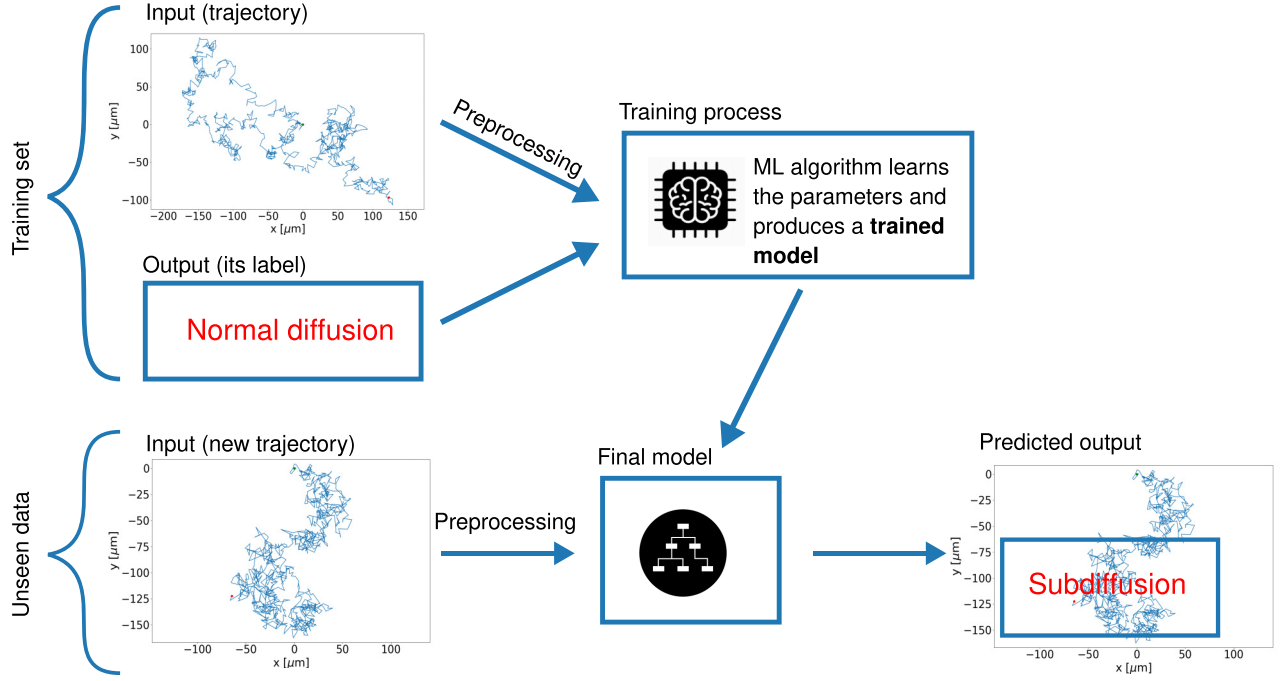 Input (trajectory)
100
50
0
−50
−100
y [μm]
−200 −150 −100 −50 0 50 100 150
x [μm]
Training set
Output (its label)
Normal diffusion
Preprocessing
Training process
ML algorithm learns
the parameters and
produces a trained
model
Unseen data
Input (new trajectory)
0
−25
−50
−75
−100
−125
−150
y [μm]
−100 −50 0 50 100
x [μm]
Preprocessing
Final model
Predicted output
0
−25
−50
−75
−100
−125
−150
y [μm]
Subdiffusion
−100 −50 0 50 100
x [μm]